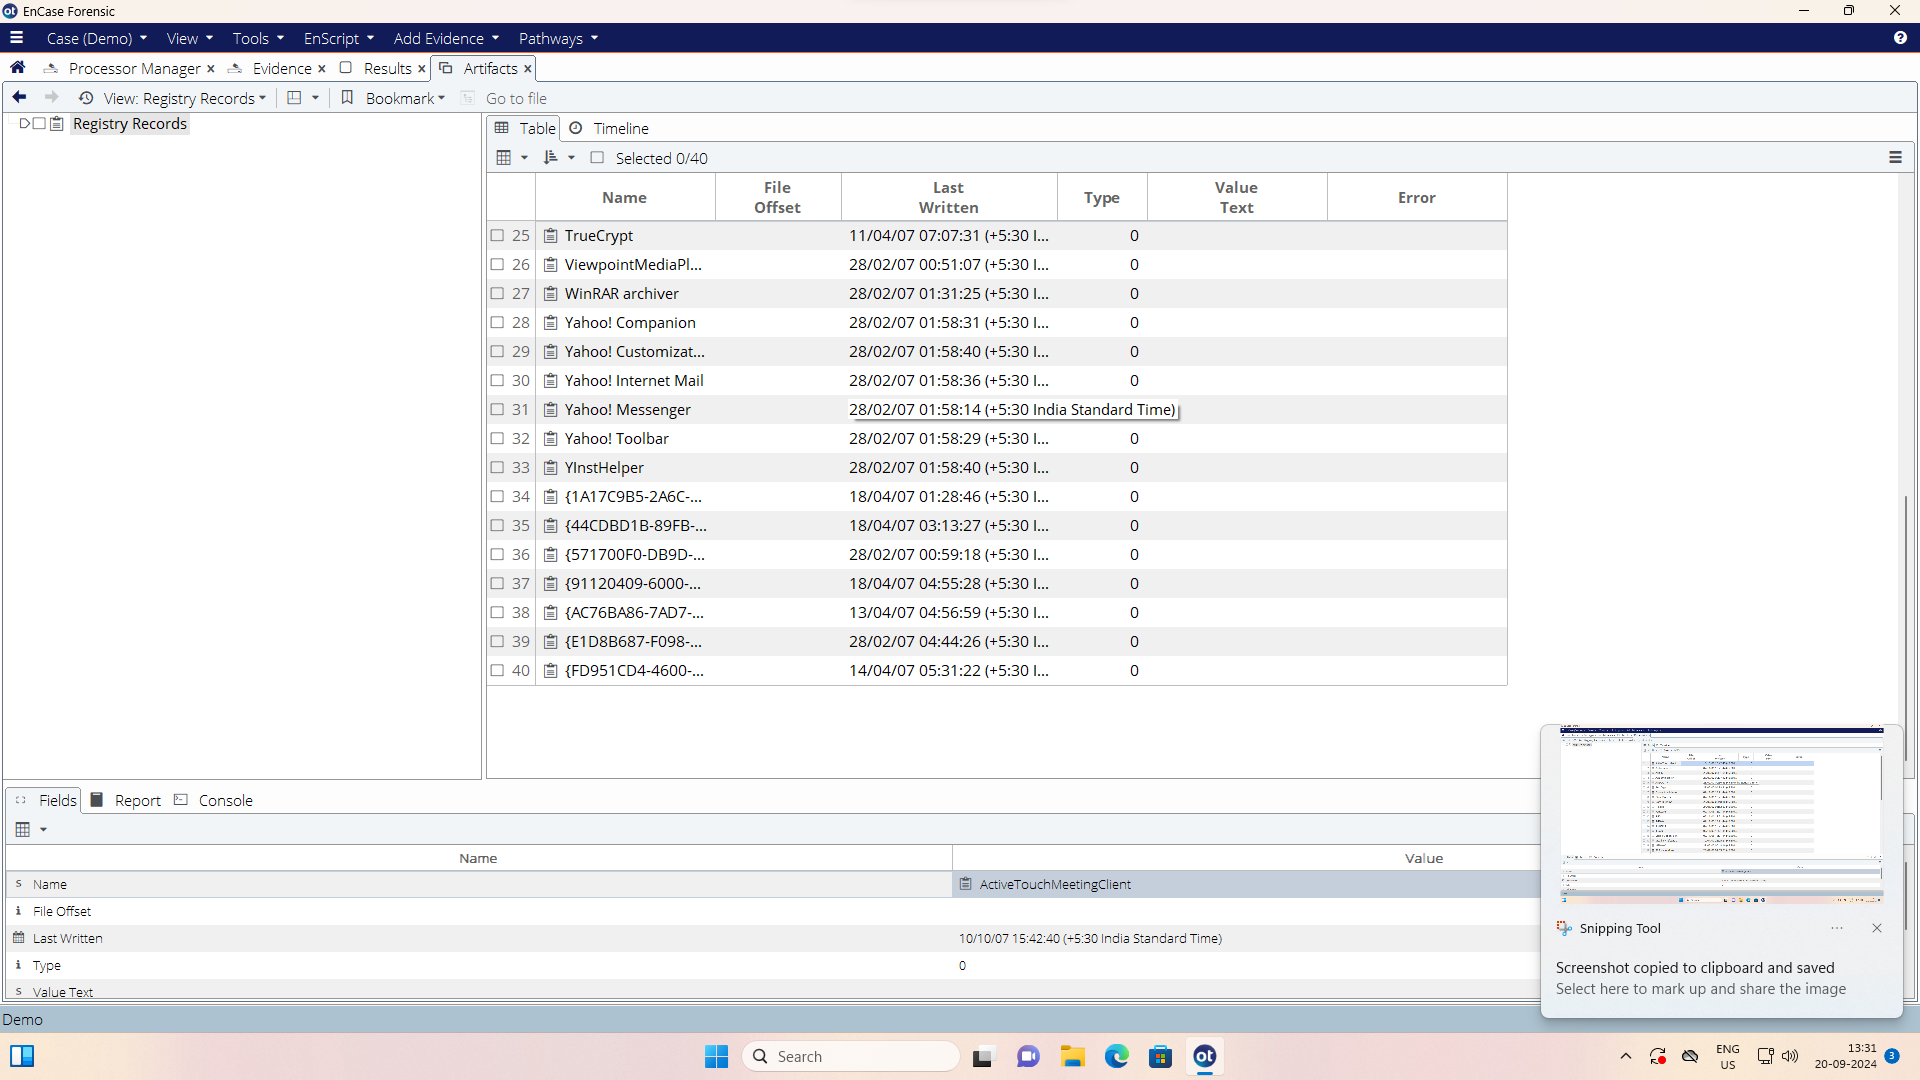 EnCase Forensic
Case (Demo) View Tools EnScript Add Evidence Pathways
Processor Manager Evidence Results Artifacts
View: Registry Records Bookmark Go to file
Registry Records
Table Timeline
Selected 0/40
Name File Offset Last Written Type Value Text Error
25 TrueCrypt 11/04/07 07:07:31 (+5:30 I... 0
26 ViewpointMediaPl... 28/02/07 00:51:07 (+5:30 I... 0
27 WinRAR archiver 28/02/07 01:31:25 (+5:30 I... 0
28 Yahoo! Companion 28/02/07 01:58:31 (+5:30 I... 0
29 Yahoo! Customizat... 28/02/07 01:58:40 (+5:30 I... 0
30 Yahoo! Internet Mail 28/02/07 01:58:36 (+5:30 I... 0
31 Yahoo! Messenger 28/02/07 01:58:14 (+5:30 India Standard Time)
32 Yahoo! Toolbar 28/02/07 01:58:29 (+5:30 I... 0
33 YInstHelper 28/02/07 01:58:40 (+5:30 I... 0
34 {1A17C9B5-2A6C-... 18/04/07 01:28:46 (+5:30 I... 0
35 {44CDBD1B-89FB-... 18/04/07 03:13:27 (+5:30 I... 0
36 {571700F0-DB9D-... 28/02/07 00:59:18 (+5:30 I... 0
37 {91120409-6000-... 18/04/07 04:55:28 (+5:30 I... 0
38 {AC76BA86-7AD7-... 13/04/07 04:56:59 (+5:30 I... 0
39 {E1D8B687-F098-... 28/02/07 04:44:26 (+5:30 I... 0
40 {FD951CD4-4600-... 14/04/07 05:31:22 (+5:30 I... 0
Fields Report Console
Name Value
Name ActiveTouchMeetingClient
File Offset
Last Written 10/10/07 15:42:40 (+5:30 India Standard Time)
Type 0
Value Text
Snipping Tool
Screenshot copied to clipboard and saved
Select here to mark up and share the image
Demo
Search
ENG
US
13:31
20-09-2024
3